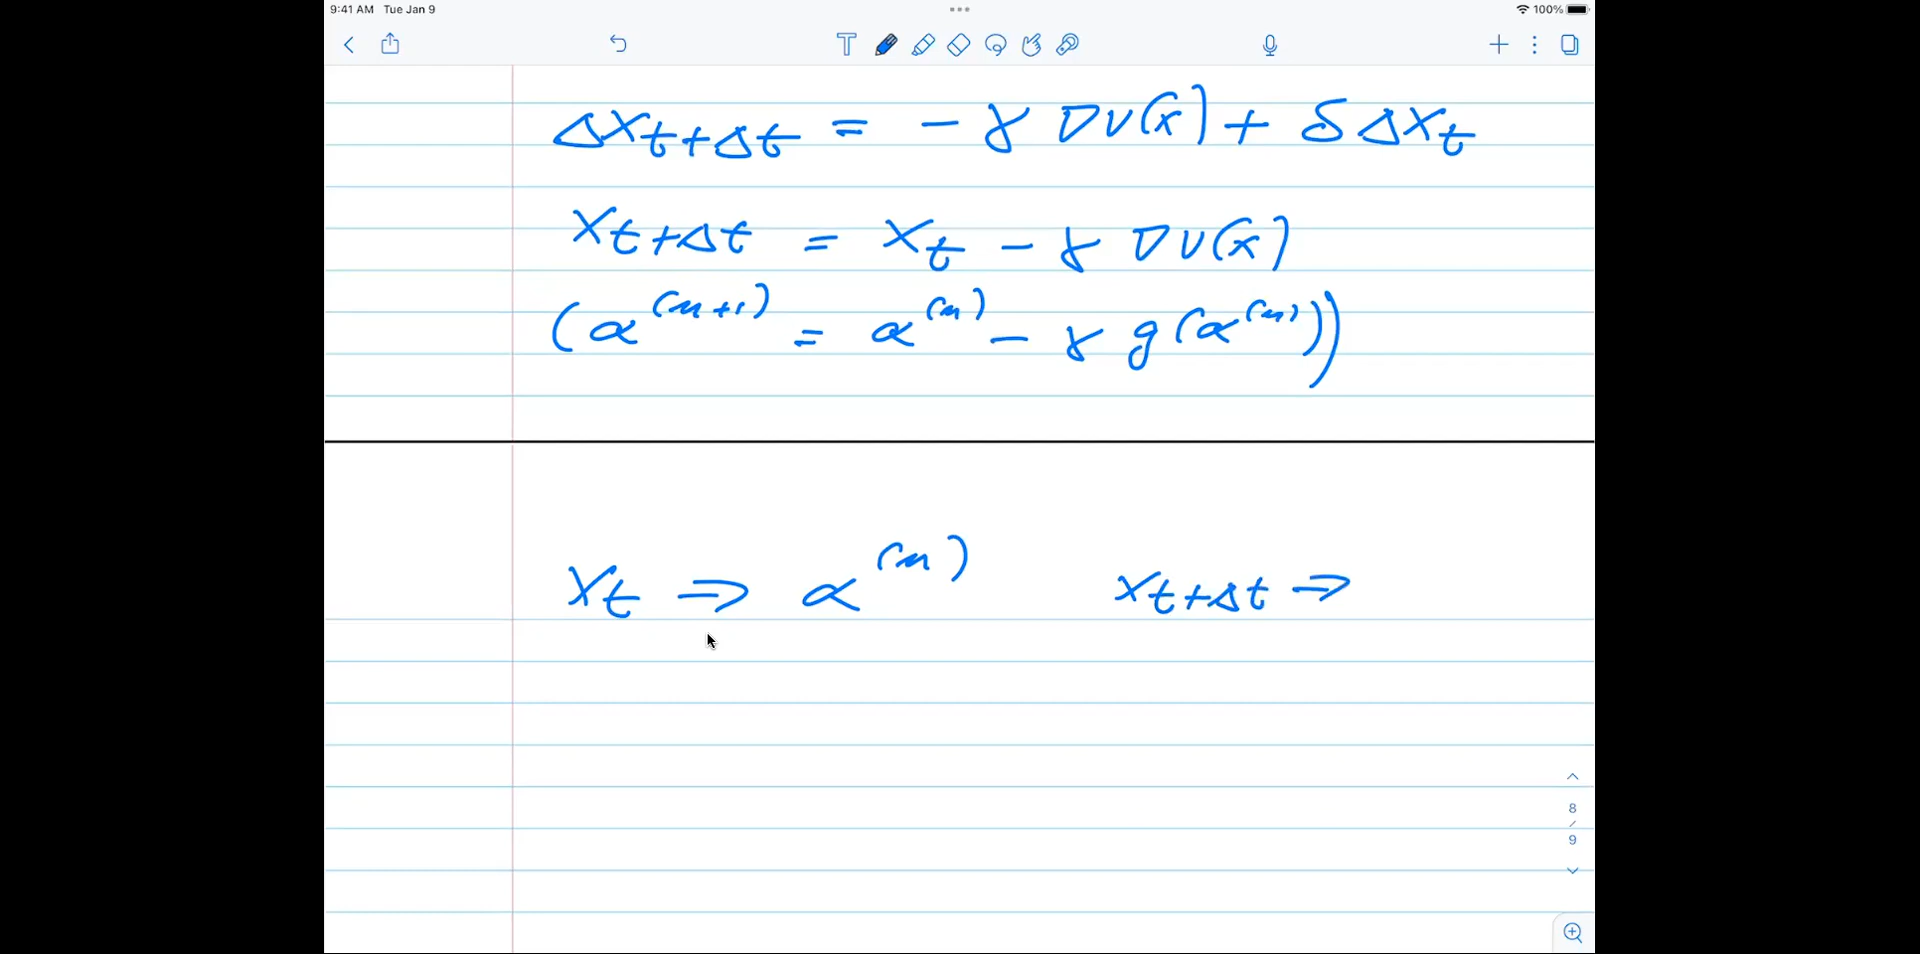 9:41 AM Tue Jan 9 100%
T
Δx_{t+Δt} = - γ ∇V(x) + δ Δx_t
x_{t+Δt} = x_t - γ ∇V(x)
(α^{(n+1)} = α^{(n)} - γ g(α^{(n)}))
x_t ⇒ α^{(n)} x_{t+Δt} ⇒
8
/
9